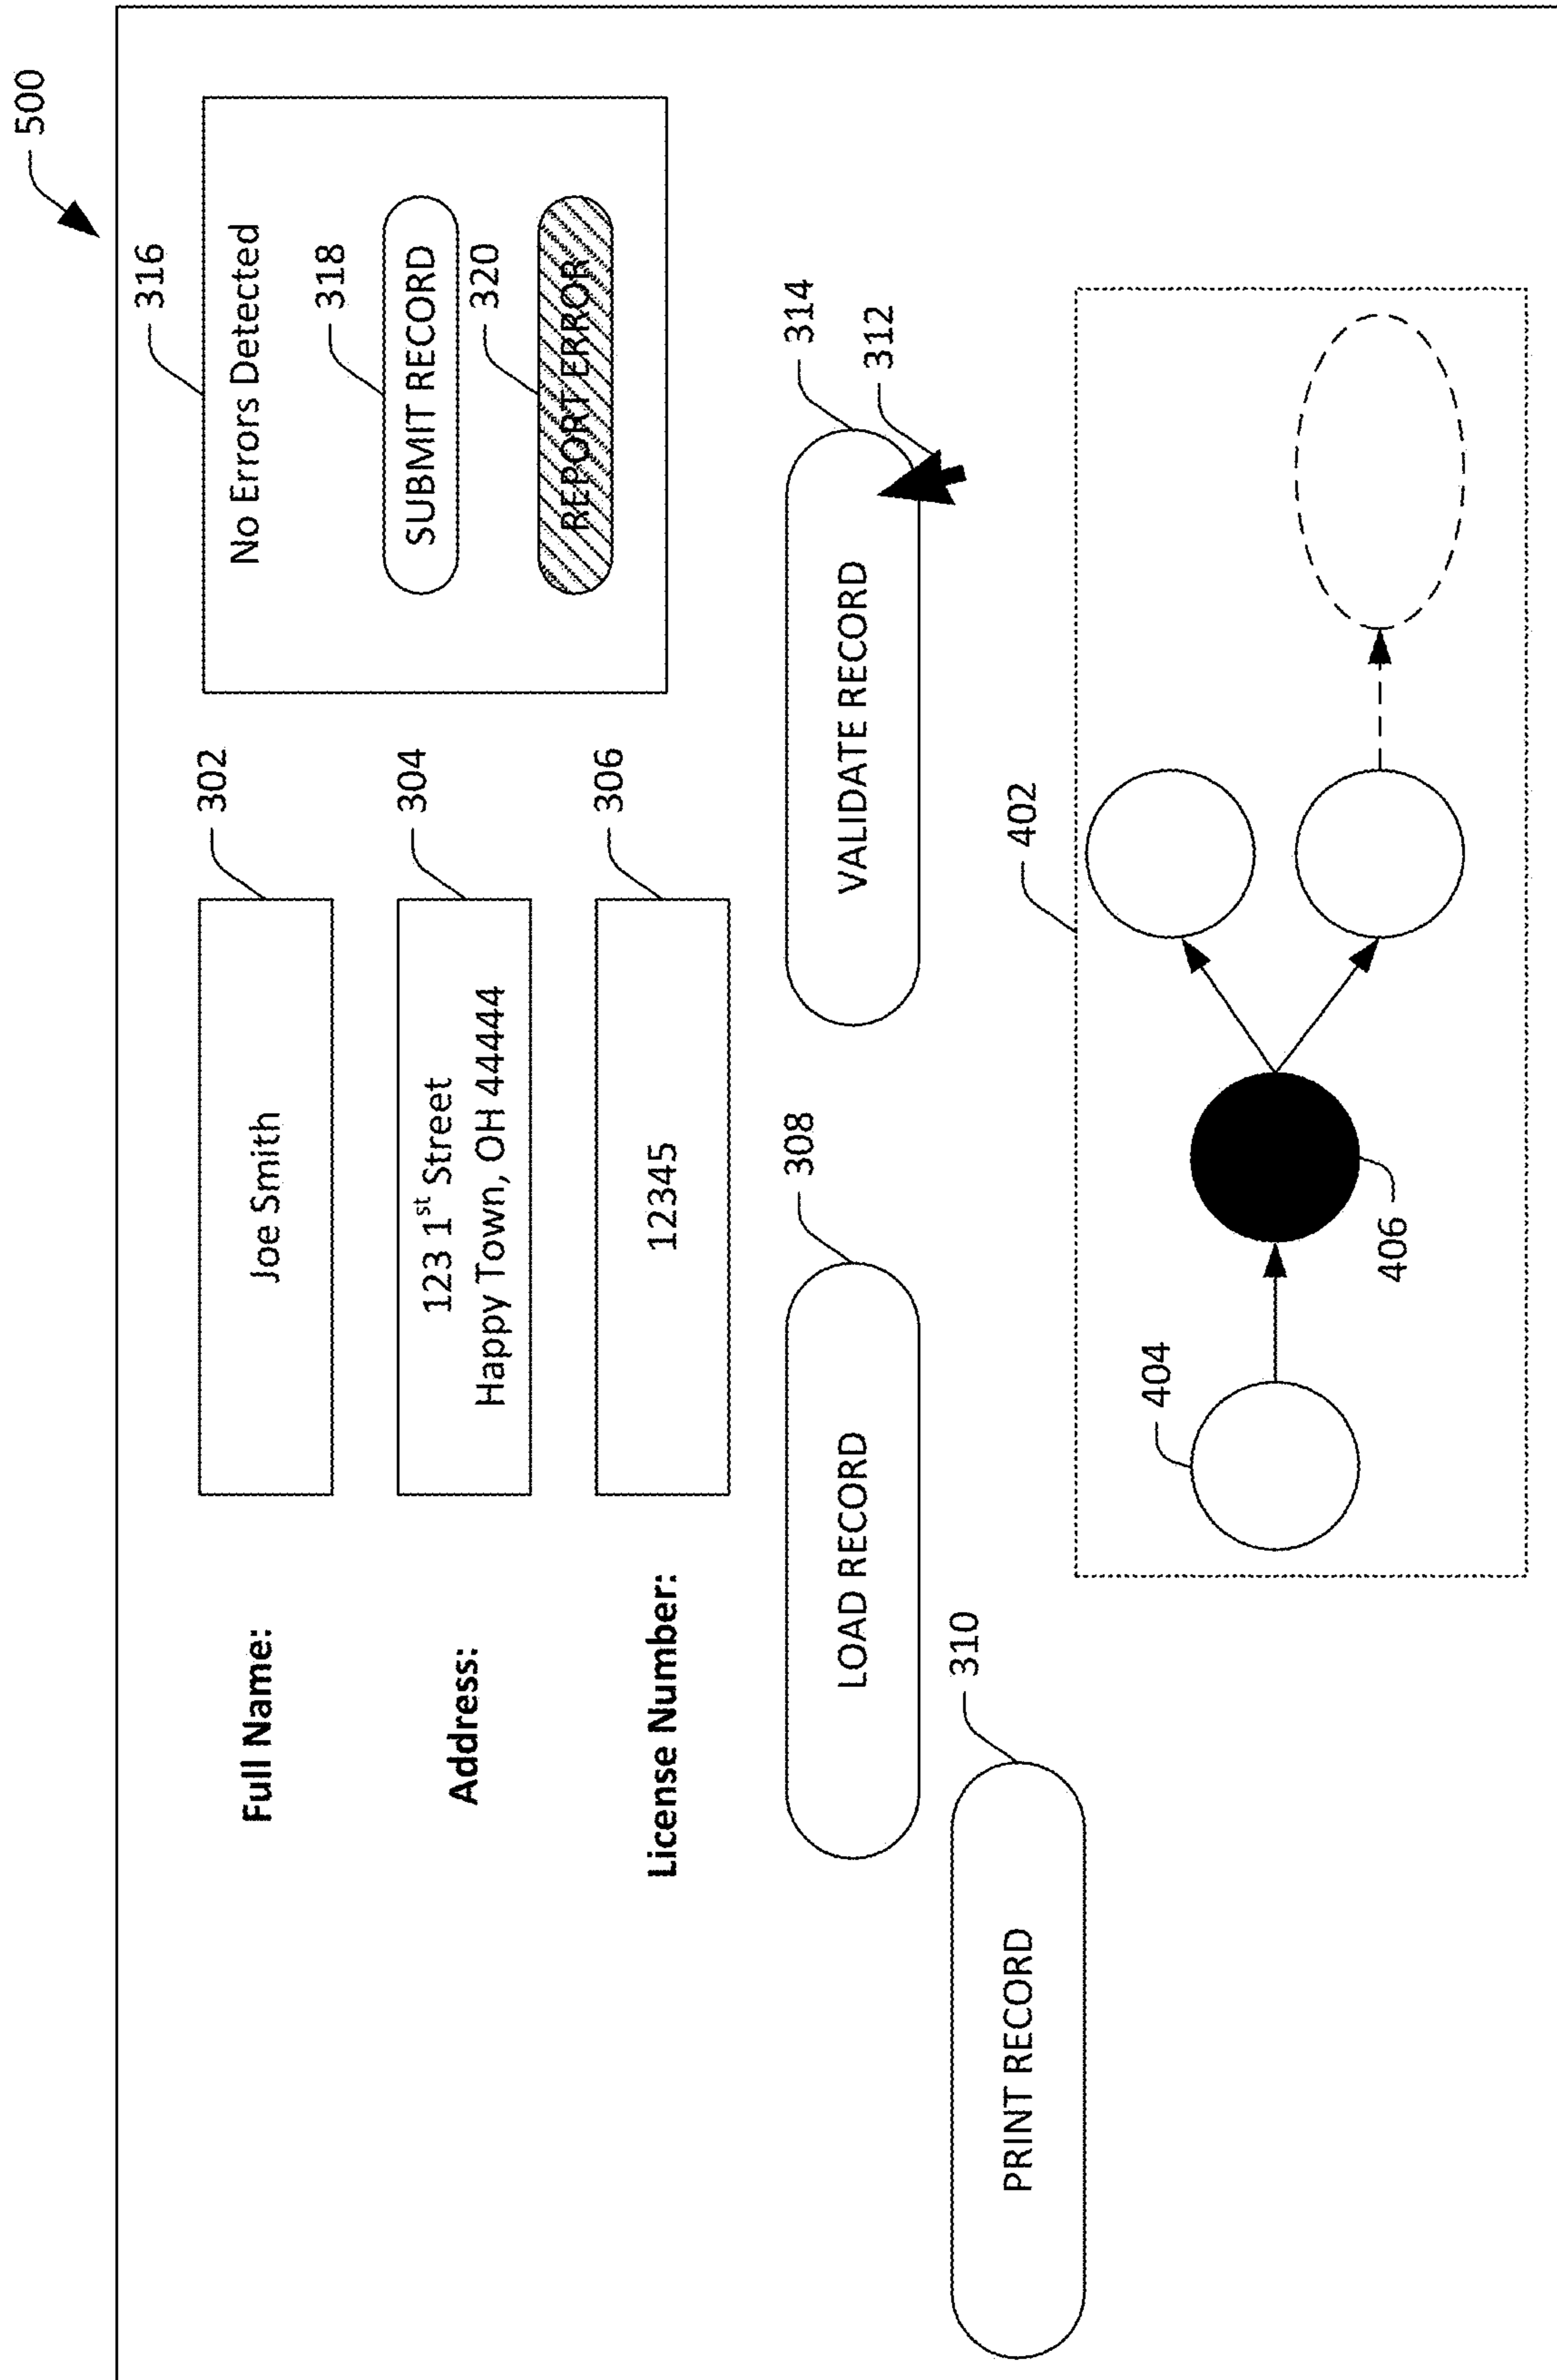 500
316
No Errors Detected
318
SUBMIT RECORD
320
REPORT ERROR
Full Name:
Joe Smith
302
Address:
123 1st Street
Happy Town, OH 44444
304
License Number:
12345
306
LOAD RECORD
308
VALIDATE RECORD
314
312
PRINT RECORD
310
402
404
406